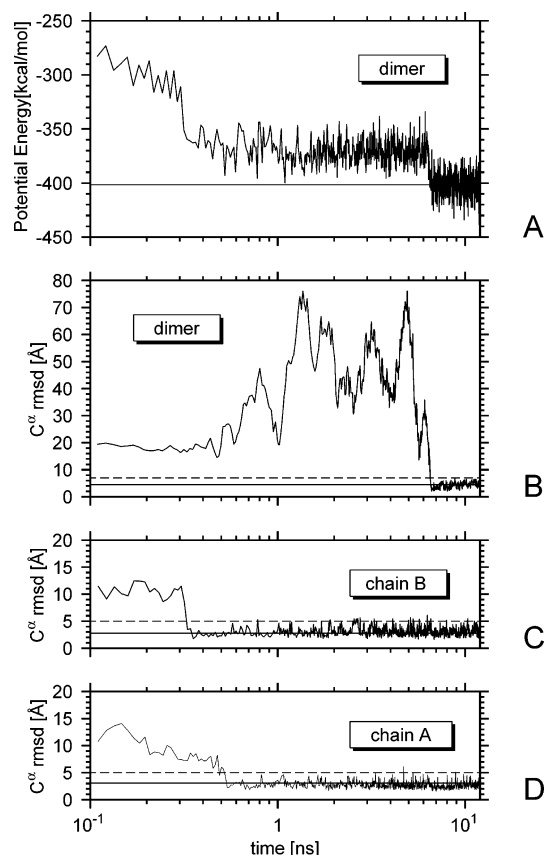 -250
-300
-350
-400
-450
Potential Energy[kcal/mol]
dimer
A
80
70
60
50
40
30
20
10
0
Cα rmsd [Å]
dimer
B
20
15
10
5
0
Cα rmsd [Å]
chain B
C
20
15
10
5
0
Cα rmsd [Å]
chain A
D
10-1
1
101
time [ns]